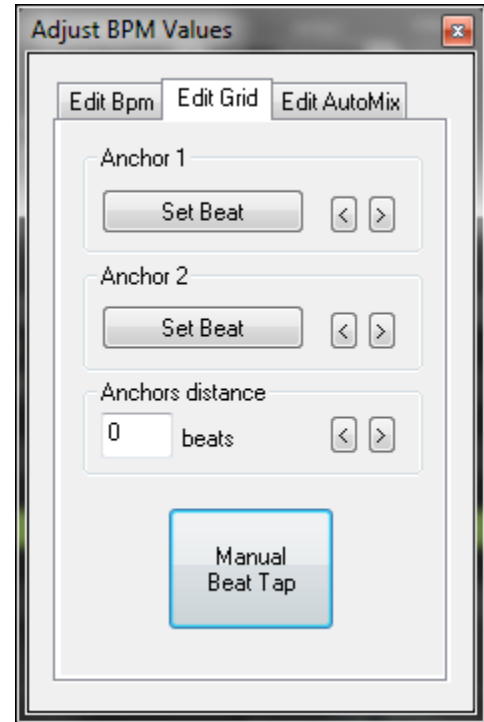 Adjust BPM Values
Edit Bpm Edit Grid Edit AutoMix
Anchor 1
Set Beat < >
Anchor 2
Set Beat < >
Anchors distance
0 beats < >
Manual
Beat Tap